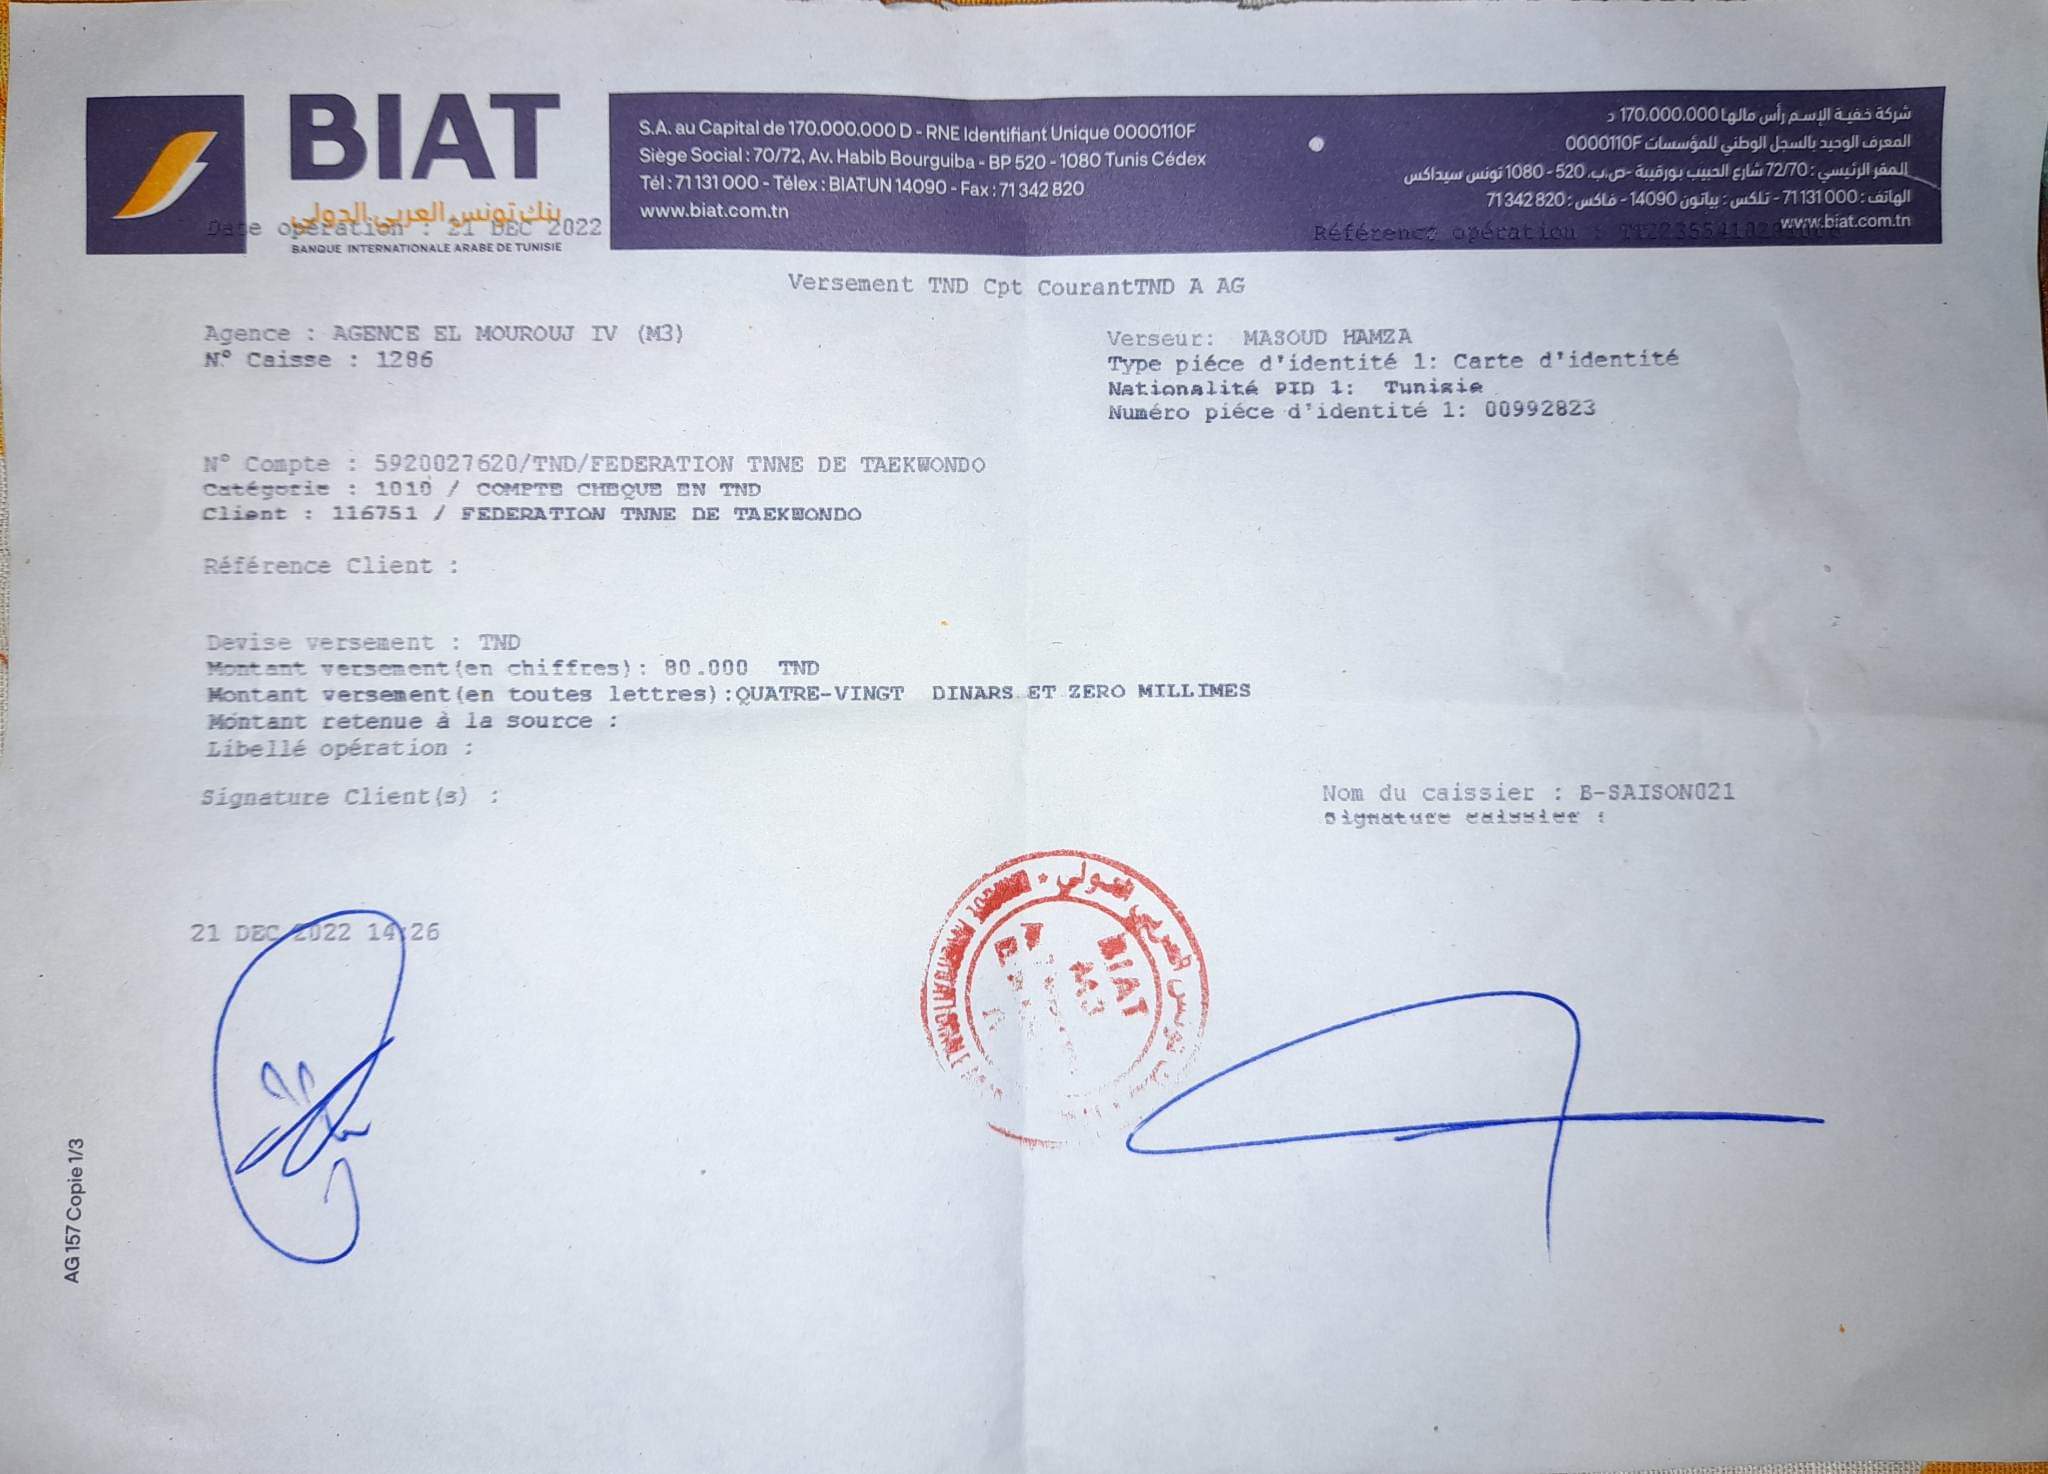 BIAT
بنك تونس العربي الدولي
BANQUE INTERNATIONALE ARABE DE TUNISIE
S.A. au Capital de 170.000.000 D - RNE Identifiant Unique 0000110F
Siège Social : 70/72, Av. Habib Bourguiba - BP 520 - 1080 Tunis Cédex
Tél : 71 131 000 - Télex : BIATUN 14090 - Fax : 71 342 820
www.biat.com.tn
شركة خفية الإسم رأس مالها 170.000.000 د
المعرف الوحيد بالسجل الوطني للمؤسسات 0000110F
المقر الرئيسي : 72/70 شارع الحبيب بورقيبة -ص.ب. 520 - 1080 تونس سيداكس
الهاتف : 71 131 000 - تلكس : بياتون 14090 - فاكس : 71 342 820
www.biat.com.tn
Date opération : 21 DEC 2022
Référence opération :
Versement TND Cpt CourantTND A AG
Agence : AGENCE EL MOUROUJ IV (M3)
N° Caisse : 1286
Verseur: MASOUD HAMZA
Type piéce d'identité 1: Carte d'identité
Nationalité PID 1: Tunisie
Numéro piéce d'identité 1: 00992823
N° Compte : 5920027620/TND/FEDERATION TNNE DE TAEKWONDO
Catégorie : 1010 / COMPTE CHEQUE EN TND
Client : 116751 / FEDERATION TNNE DE TAEKWONDO
Référence Client :
Devise versement : TND
Montant versement(en chiffres): 80.000 TND
Montant versement(en toutes lettres):QUATRE-VINGT DINARS ET ZERO MILLIMES
Montant retenue à la source :
Libellé opération :
Signature Client(s) :
Nom du caissier : B-SAISON021
Signature caissier :
21 DEC 2022 14:26
تونس العربي الدولي
BIAT
M3
AG 157 Copie 1/3